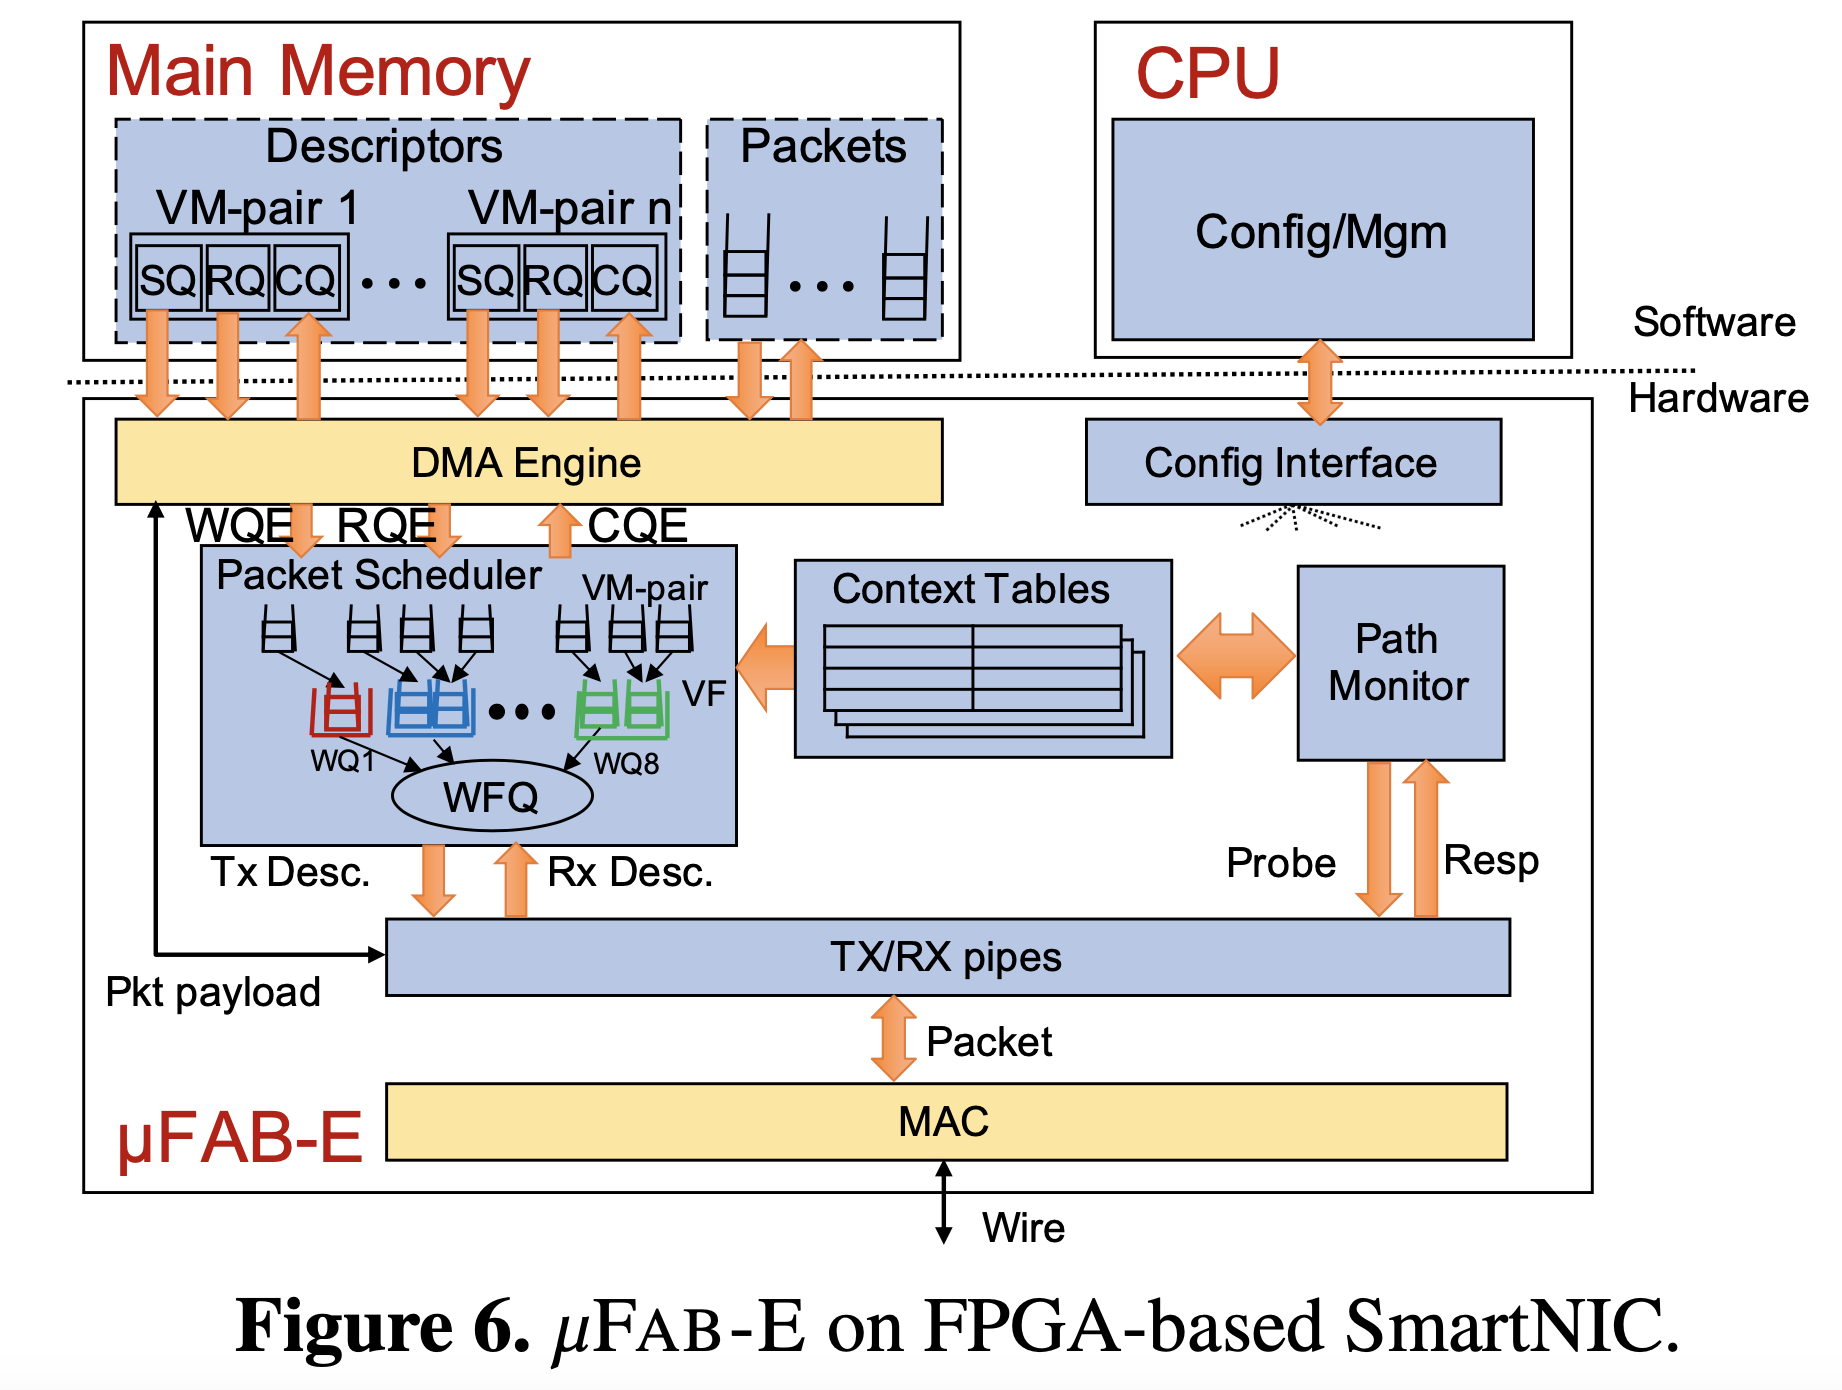 Main Memory
CPU
Descriptors
Packets
VM-pair 1
VM-pair n
SQ RQ CQ
SQ RQ CQ
Config/Mgm
Software
Hardware
DMA Engine
Config Interface
WQE
RQE
CQE
Packet Scheduler
VM-pair
VF
WQ1
WQ8
WFQ
Context Tables
Path
Monitor
Tx Desc.
Rx Desc.
Probe
Resp
TX/RX pipes
Pkt payload
Packet
µFAB-E
MAC
Wire
Figure 6. µFAB-E on FPGA-based SmartNIC.